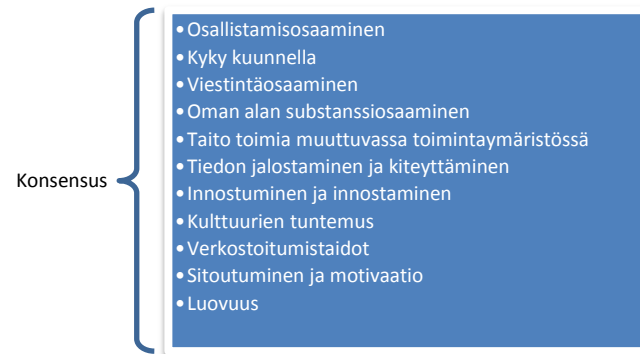 Konsensus
•Osallistamisosaaminen
•Kyky kuunnella
•Viestintäosaaminen
•Oman alan substanssiosaaminen
•Taito toimia muuttuvassa toimintaymäristössä
•Tiedon jalostaminen ja kiteyttäminen
•Innostuminen ja innostaminen
•Kulttuurien tuntemus
•Verkostoitumistaidot
•Sitoutuminen ja motivaatio
•Luovuus